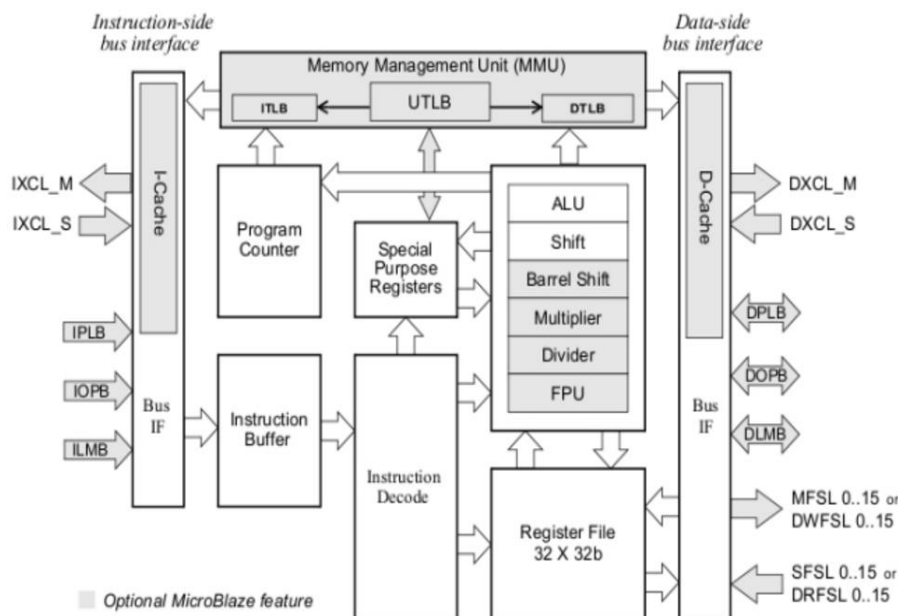 Instruction-side
bus interface
Data-side
bus interface
Memory Management Unit (MMU)
ITLB
UTLB
DTLB
I-Cache
D-Cache
IXCL_M
IXCL_S
DXCL_M
DXCL_S
Program
Counter
Special
Purpose
Registers
ALU
Shift
Barrel Shift
Multiplier
Divider
FPU
IPLB
IOPB
ILMB
Bus
IF
Instruction
Buffer
Instruction
Decode
Register File
32 X 32b
Bus
IF
DPLB
DOPB
DLMB
MFSL 0..15 or
DWFSL 0..15
SFSL 0..15 or
DRFSL 0..15
Optional MicroBlaze feature